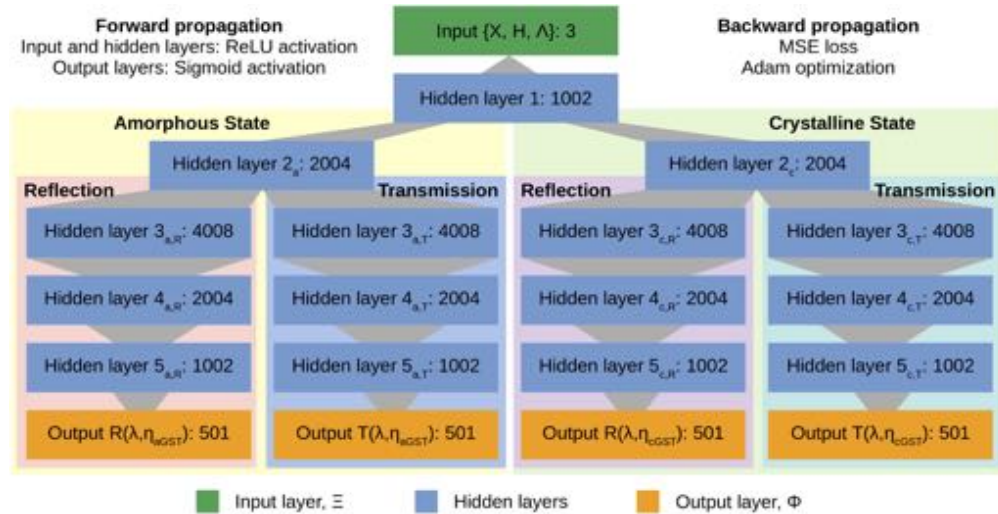 Forward propagation
Input and hidden layers: ReLU activation
Output layers: Sigmoid activation
Input {X, H, Λ}: 3
Backward propagation
MSE loss
Adam optimization
Hidden layer 1: 1002
Amorphous State
Crystalline State
Hidden layer 2a: 2004
Hidden layer 2c: 2004
Reflection
Transmission
Reflection
Transmission
Hidden layer 3a,R: 4008
Hidden layer 3a,T: 4008
Hidden layer 3c,R: 4008
Hidden layer 3c,T: 4008
Hidden layer 4a,R: 2004
Hidden layer 4a,T: 2004
Hidden layer 4c,R: 2004
Hidden layer 4c,T: 2004
Hidden layer 5a,R: 1002
Hidden layer 5a,T: 1002
Hidden layer 5c,R: 1002
Hidden layer 5c,T: 1002
Output R(λ,ηaGST): 501
Output T(λ,ηaGST): 501
Output R(λ,ηcGST): 501
Output T(λ,ηcGST): 501
Input layer, Ξ
Hidden layers
Output layer, Φ